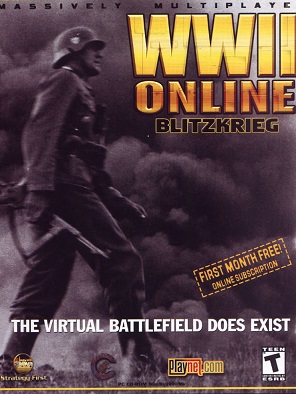 MASSIVELY MULTIPLAYER
WWII
ONLINE
BLITZKRIEG
FIRST MONTH FREE!
ONLINE SUBSCRIPTION
THE VIRTUAL BATTLEFIELD DOES EXIST
Strategy First
Playnet.com
TEEN
T
ESRB